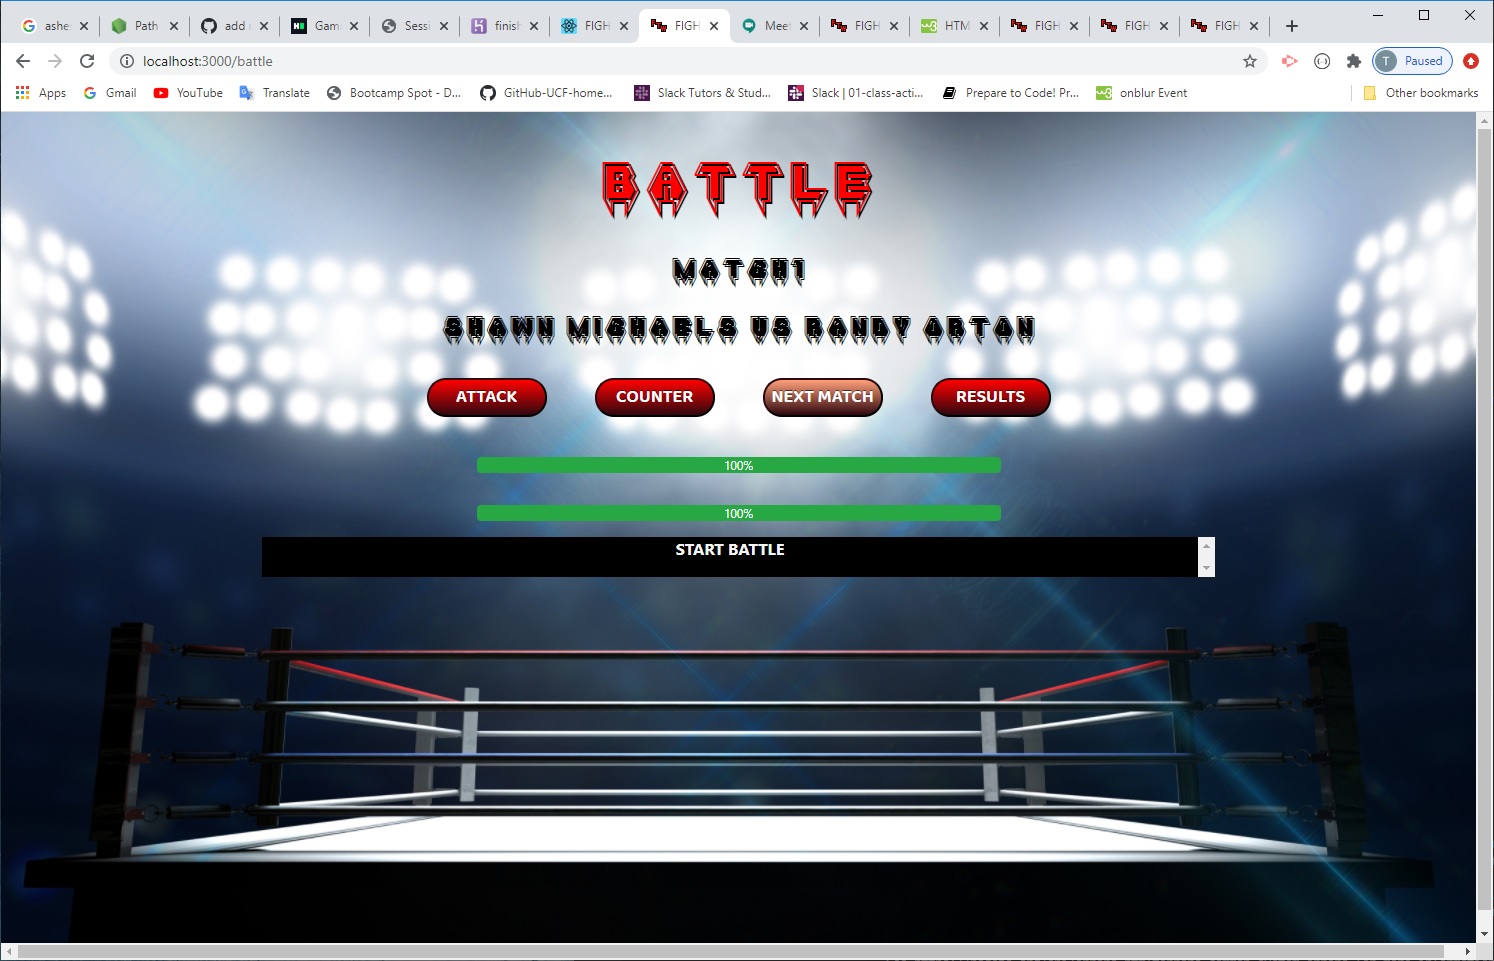 ashe
Path
add
Gam
Sessi
finish
FIGH
FIGH
Meet
FIGH
HTM
FIGH
FIGH
FIGH
localhost:3000/battle
T Paused
Apps Gmail YouTube Translate Bootcamp Spot - D... GitHub-UCF-home... Slack Tutors & Stud... Slack | 01-class-acti... Prepare to Code! Pr... onblur Event Other bookmarks
BATTLE
MATCH1
SHAWN MICHAELS VS RANDY ORTON
ATTACK COUNTER NEXT MATCH RESULTS
100%
100%
START BATTLE